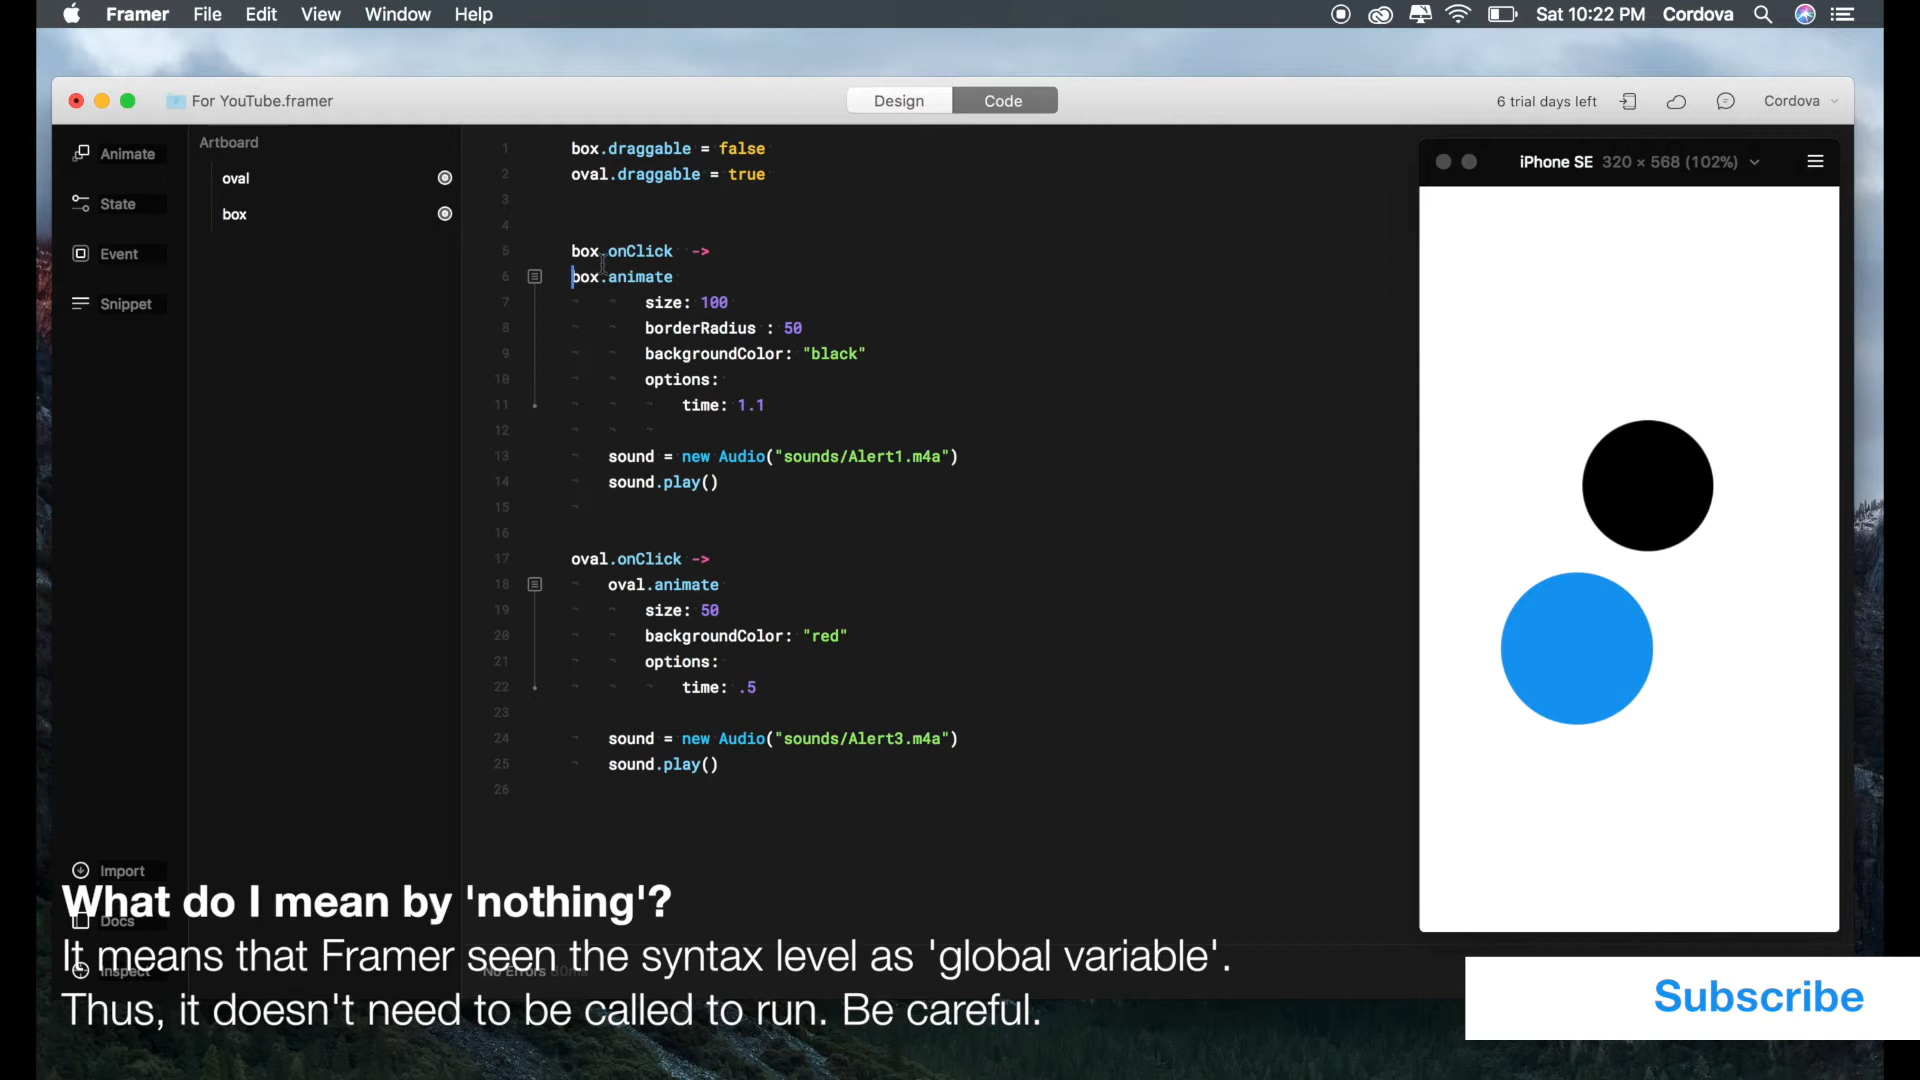 Framer File Edit View Window Help Sat 10:22 PM Cordova
For YouTube.framer Design Code 6 trial days left Cordova
Animate
State
Event
Snippet
Artboard
oval
box
1 box.draggable = false
2 oval.draggable = true
3
4
5 box.onClick ->
6 box.animate
7 size: 100
8 borderRadius : 50
9 backgroundColor: "black"
10 options:
11 time: 1.1
12
13 sound = new Audio("sounds/Alert1.m4a")
14 sound.play()
15
16
17 oval.onClick ->
18 oval.animate
19 size: 50
20 backgroundColor: "red"
21 options:
22 time: .5
23
24 sound = new Audio("sounds/Alert3.m4a")
25 sound.play()
26
iPhone SE 320 × 568 (102%)
Import
Docs
Inspect
No Errors
What do I mean by 'nothing'?
It means that Framer seen the syntax level as 'global variable'.
Thus, it doesn't need to be called to run. Be careful.
Subscribe